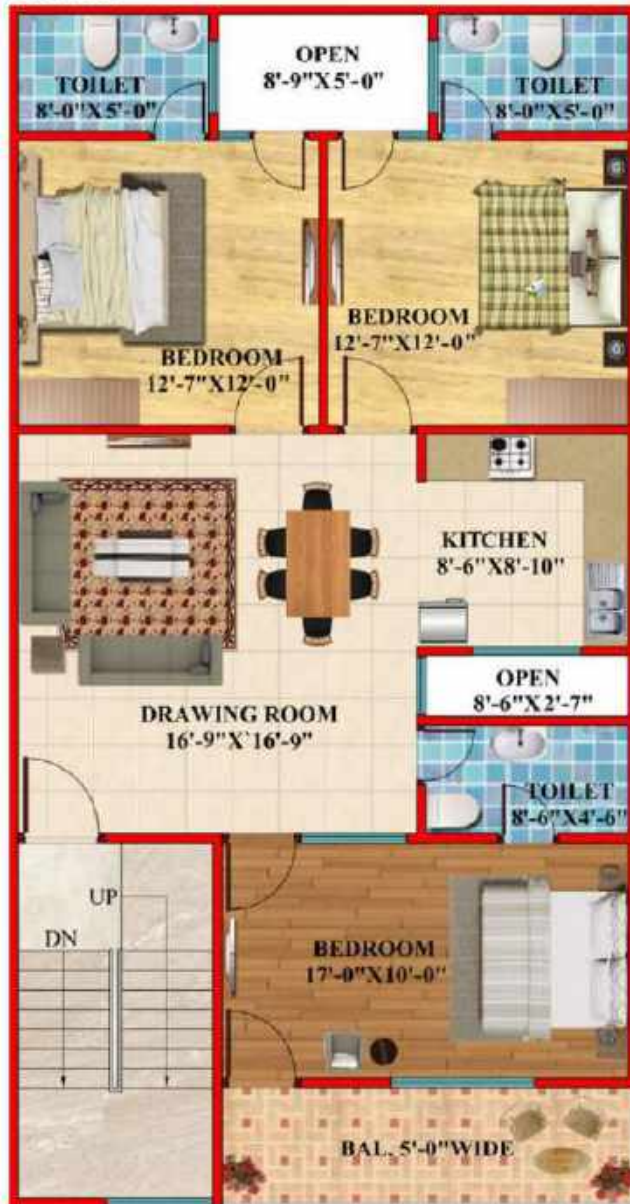 OPEN
8'-9"X5'-0"
TOILET
8'-0"X5'-0"
TOILET
8'-0"X5'-0"
BEDROOM
12'-7"X12'-0"
BEDROOM
12'-7"X12'-0"
KITCHEN
8'-6"X8'-10"
OPEN
8'-6"X2'-7"
DRAWING ROOM
16'-9"X`16'-9"
TOILET
8'-6"X4'-6"
UP
DN
BEDROOM
17'-0"X10'-0"
BAL. 5'-0"WIDE